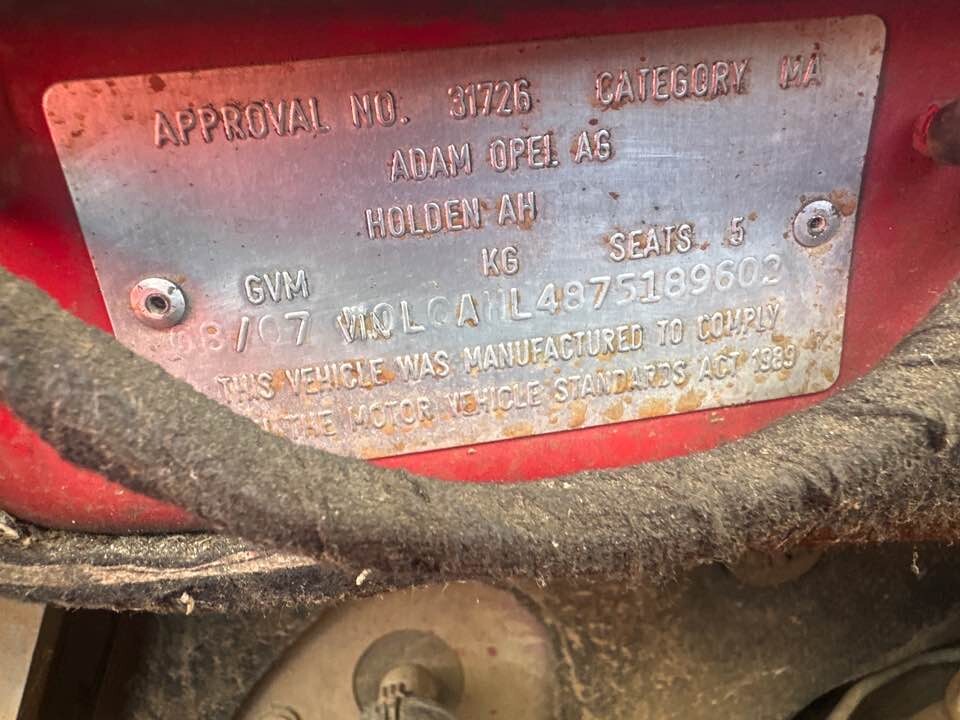 APPROVAL NO. 31726 CATEGORY MA
ADAM OPEL AG
HOLDEN AH
GVM KG SEATS 5
08/07 VIN
THIS VEHICLE WAS MANUFACTURED TO COMPLY
THE MOTOR VEHICLE STANDARDS ACT 1989